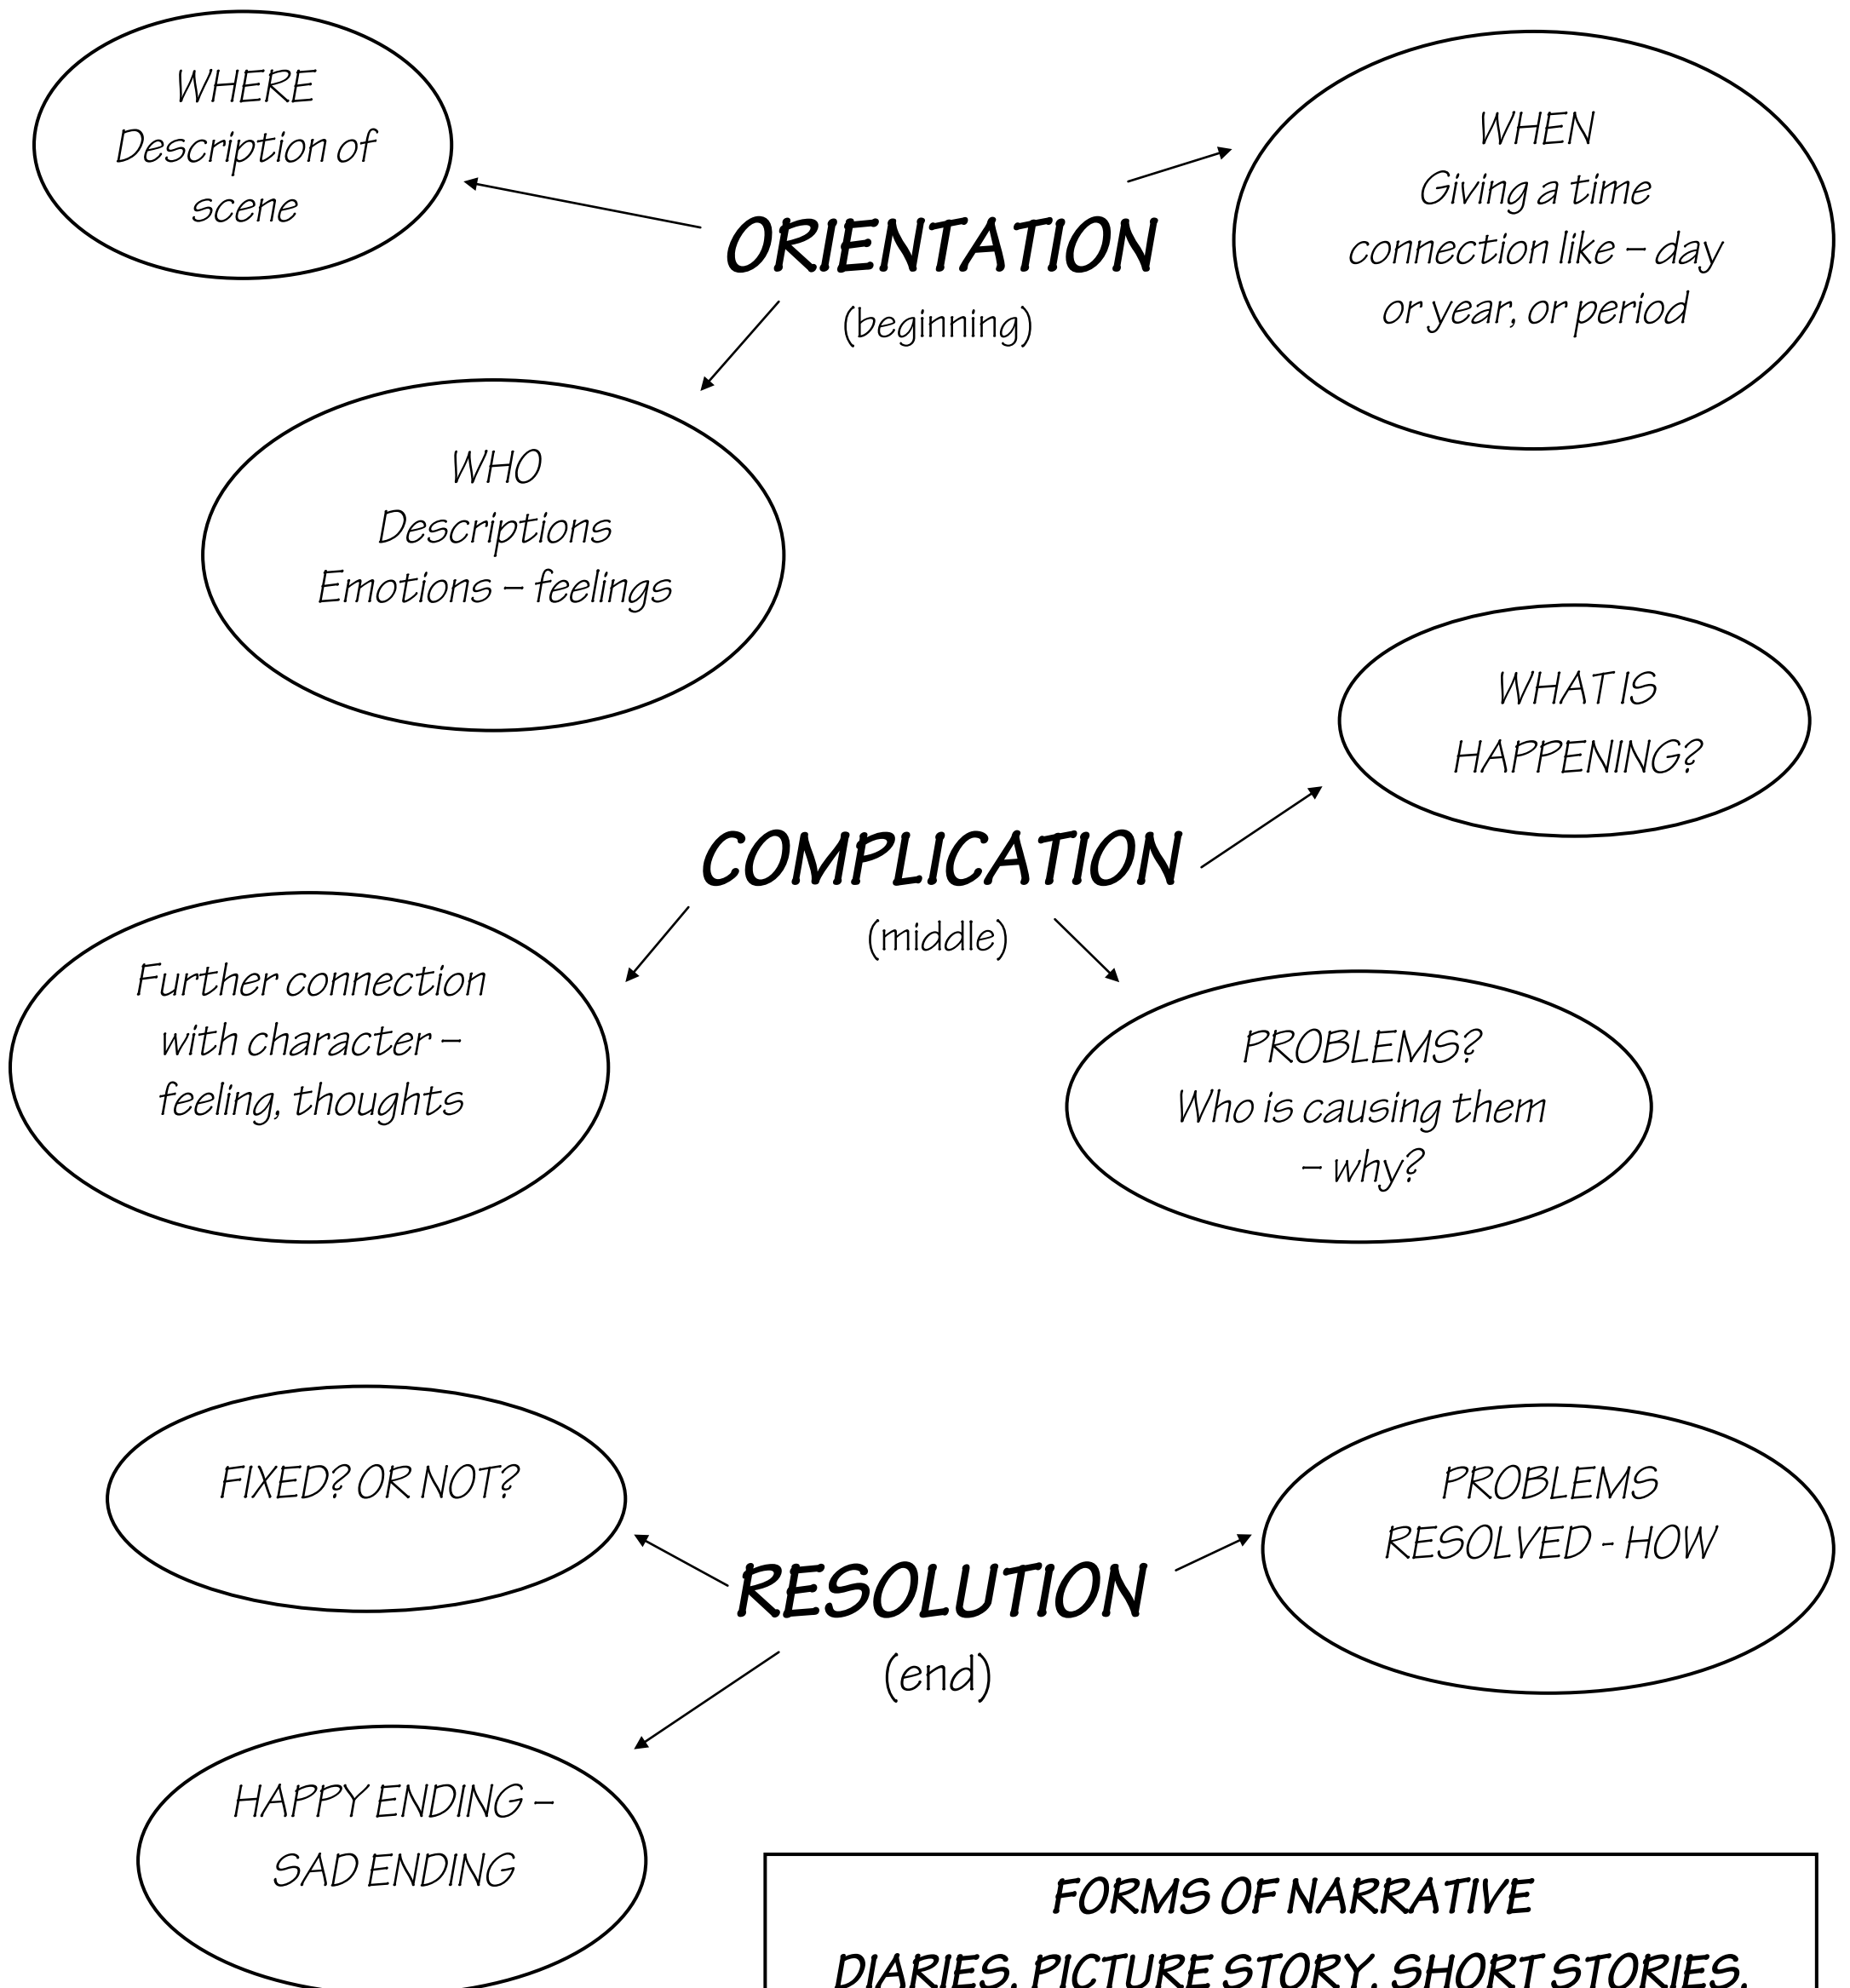 WHERE
Description of
scene
WHEN
Giving a time
connection like – day
or year, or period
ORIENTATION
(beginning)
WHO
Descriptions
Emotions – feelings
WHAT IS
HAPPENING?
COMPLICATION
(middle)
Further connection
with character –
feeling, thoughts
PROBLEMS?
Who is causing them
– why?
FIXED? OR NOT?
PROBLEMS
RESOLVED - HOW
RESOLUTION
(end)
HAPPY ENDING –
SAD ENDING
FORMS OF NARRATIVE
DIARIES, PICTURE STORY, SHORT STORIES,